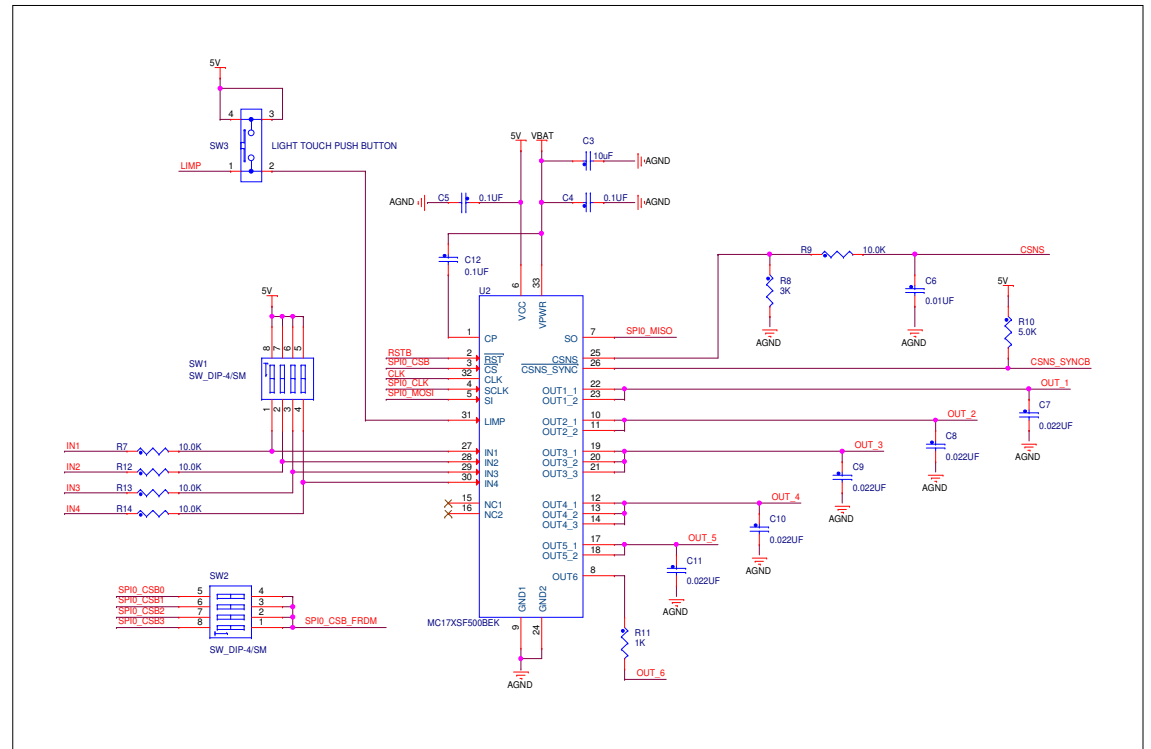 5V
4
3
SW3
LIGHT TOUCH PUSH BUTTON
LIMP
1
2
5V
VBAT
C3
10uF
AGND
AGND
C5
0.1UF
C4
0.1UF
AGND
C12
0.1UF
R9
10.0K
CSNS
R8
3K
C6
0.01UF
5V
R10
5.0K
AGND
AGND
5V
8
7
6
5
SW1
SW_DIP-4/SM
1
2
3
4
U2
6
33
VCC
VPWR
1
CP
SO
7
SPI0_MISO
RSTB
2
RST
CSNS
25
SPI0_CSB
3
CS
CSNS_SYNC
26
CSNS_SYNCB
CLK
32
CLK
SPI0_CLK
4
SCLK
OUT1_1
22
OUT_1
SPI0_MOSI
5
SI
OUT1_2
23
C7
0.022UF
AGND
31
LIMP
OUT2_1
10
OUT_2
OUT2_2
11
C8
0.022UF
AGND
IN1
R7
10.0K
27
IN1
OUT3_1
19
OUT_3
IN2
R12
10.0K
28
IN2
OUT3_2
20
IN3
R13
10.0K
29
IN3
OUT3_3
21
C9
0.022UF
AGND
IN4
R14
10.0K
30
IN4
15
NC1
OUT4_1
12
OUT_4
16
NC2
OUT4_2
13
OUT4_3
14
C10
0.022UF
AGND
OUT5_1
17
OUT_5
OUT5_2
18
C11
0.022UF
AGND
OUT6
8
GND1
GND2
MC17XSF500BEK
9
24
AGND
R11
1K
OUT_6
SW2
SPI0_CSB0
5
4
SPI0_CSB1
6
3
SPI0_CSB2
7
2
SPI0_CSB3
8
1
SPI0_CSB_FRDM
SW_DIP-4/SM